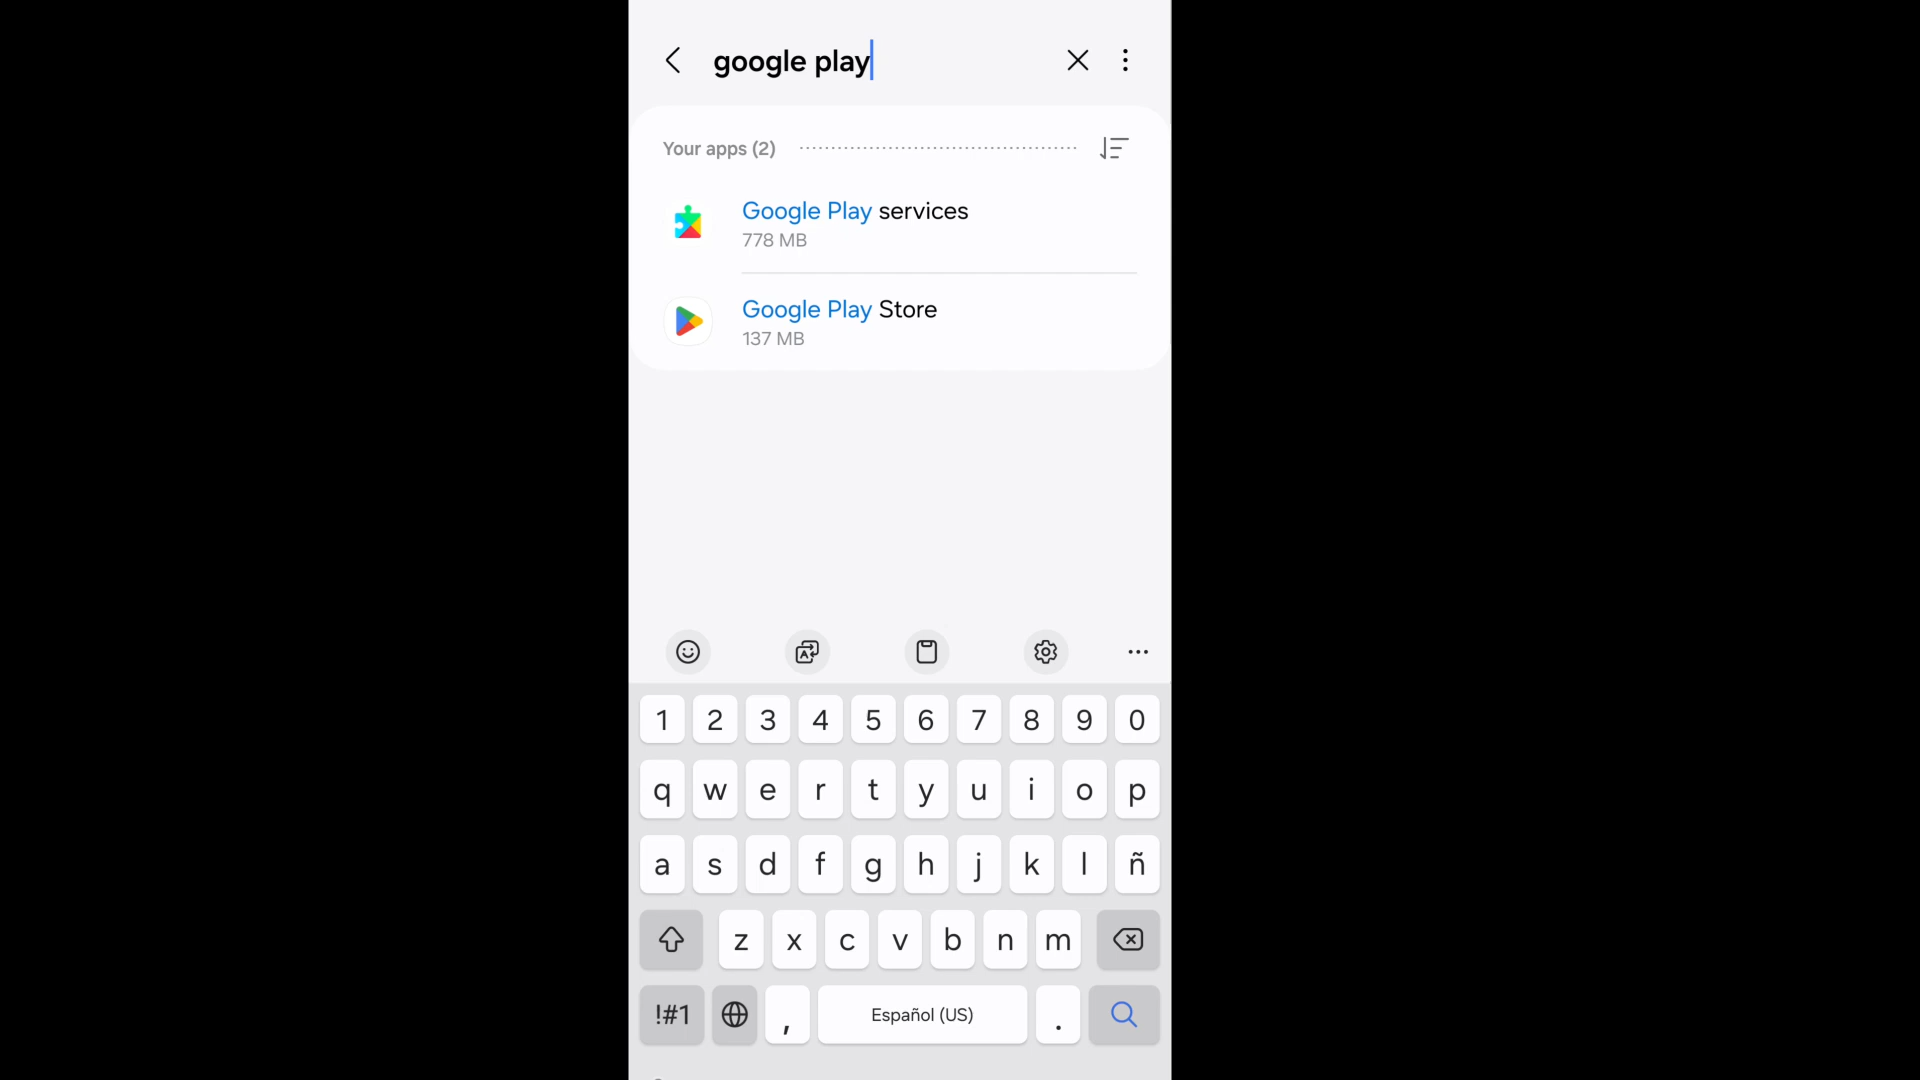 google play
Your apps (2)
Google Play services
778 MB
Google Play Store
137 MB
1 2 3 4 5 6 7 8 9 0
q w e r t y u i o p
a s d f g h j k l ñ
z x c v b n m
!#1 , Español (US) .